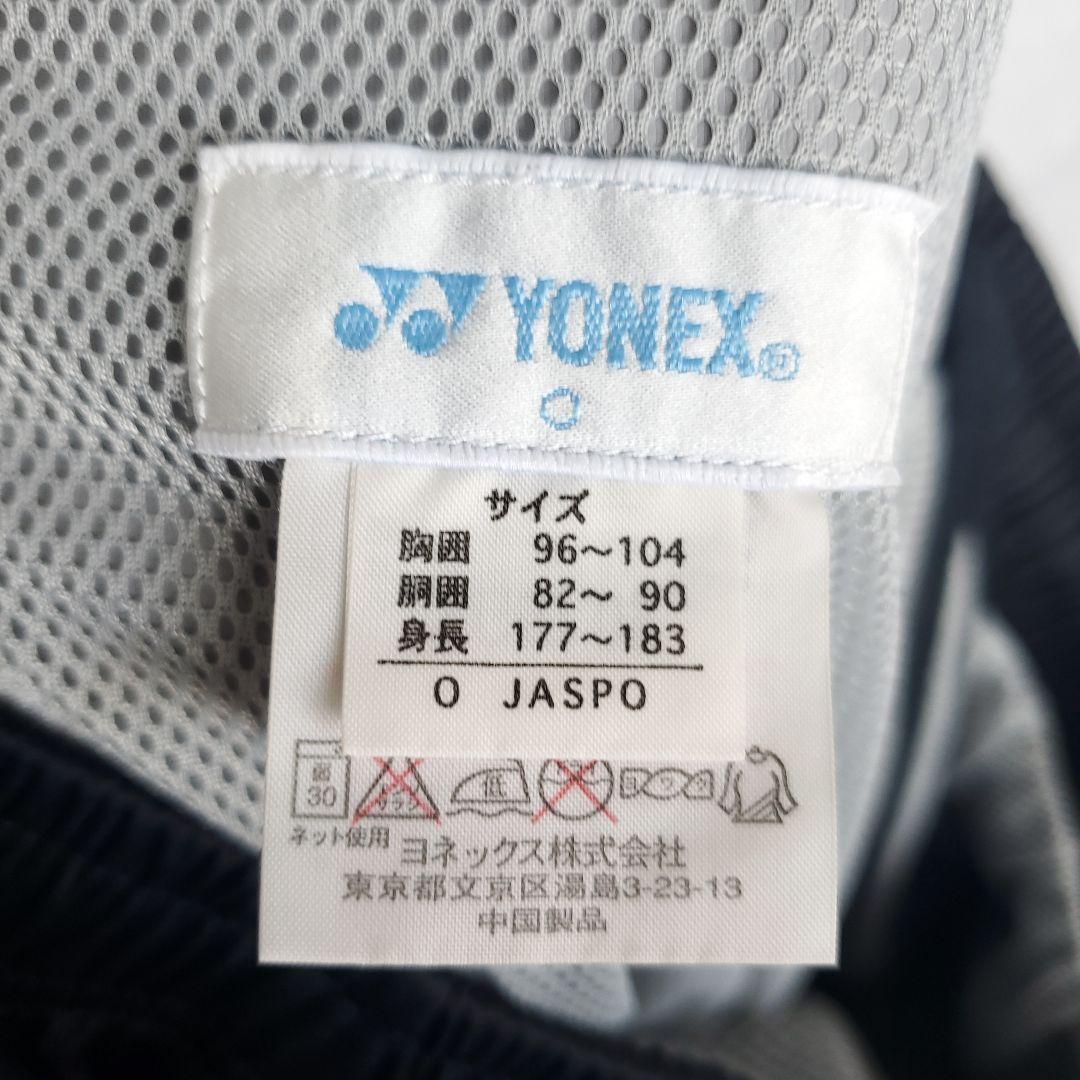 YONEX®
O
サイズ
胸囲 96〜104
胴囲 82〜 90
身長 177〜183
O JASPO
30
低
ネット使用
ヨネックス株式会社
東京都文京区湯島3-23-13
中国製品